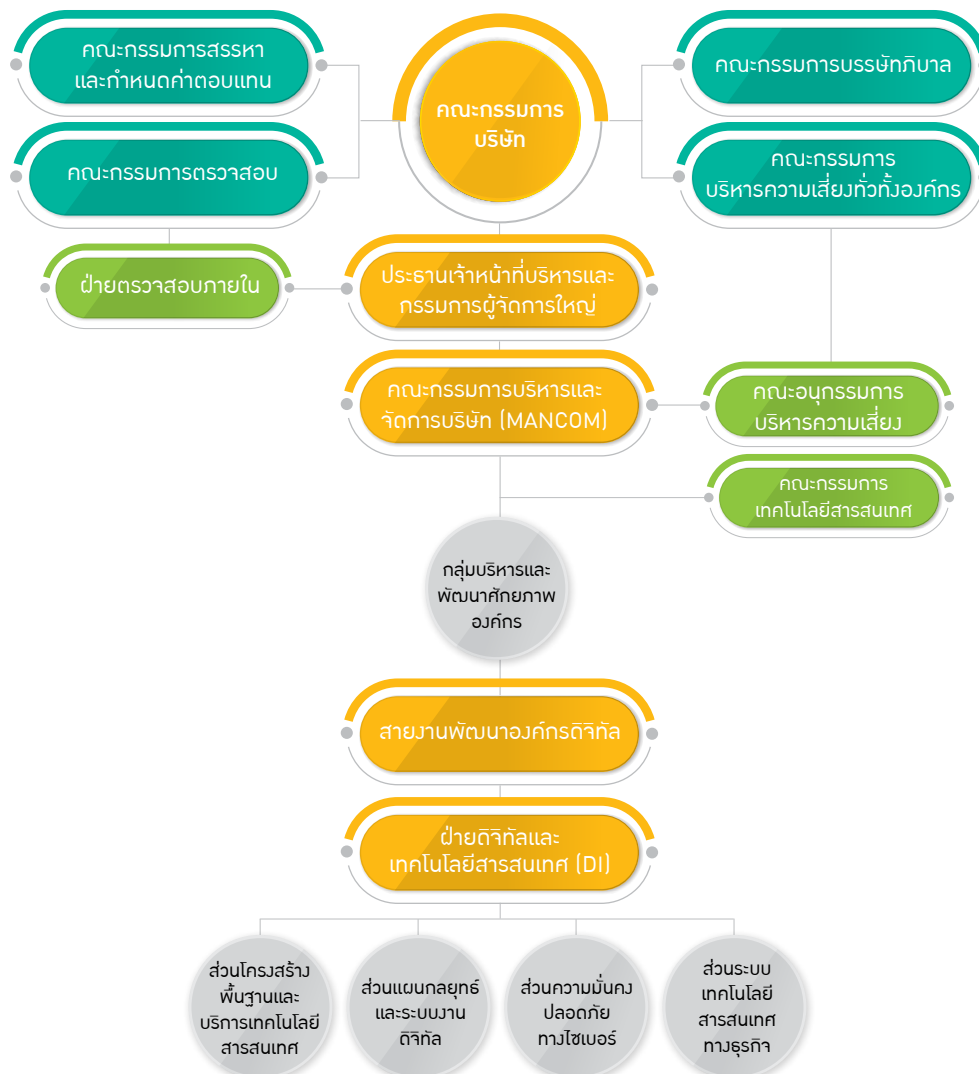 คณะกรรมการสรรหา
และกำหนดค่าตอบแทน
คณะกรรมการ
บริษัท
คณะกรรมการบรรษัทภิบาล
คณะกรรมการตรวจสอบ
คณะกรรมการ
บริหารความเสี่ยงทั่วทั้งองค์กร
ฝ่ายตรวจสอบภายใน
ประธานเจ้าหน้าที่บริหารและ
กรรมการผู้จัดการใหญ่
คณะกรรมการบริหารและ
จัดการบริษัท (MANCOM)
คณะอนุกรรมการ
บริหารความเสี่ยง
คณะกรรมการ
เทคโนโลยีสารสนเทศ
กลุ่มบริหารและ
พัฒนาศักยภาพ
องค์กร
สายงานพัฒนาองค์กรดิจิทัล
ฝ่ายดิจิทัลและ
เทคโนโลยีสารสนเทศ (DI)
ส่วนโครงสร้าง
พื้นฐานและ
บริการเทคโนโลยี
สารสนเทศ
ส่วนแผนกลยุทธ์
และระบบงาน
ดิจิทัล
ส่วนความมั่นคง
ปลอดภัย
ทางไซเบอร์
ส่วนระบบ
เทคโนโลยี
สารสนเทศ
ทางธุรกิจ